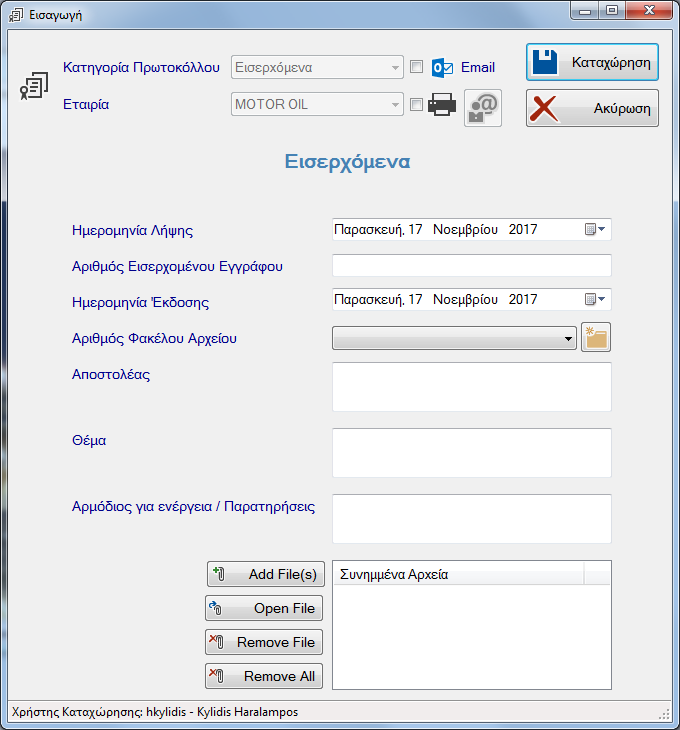 Εισαγωγή
Κατηγορία Πρωτοκόλλου Εισερχόμενα Email Καταχώρηση
Εταιρία MOTOR OIL Ακύρωση
Εισερχόμενα
Ημερομηνία Λήψης Παρασκευή, 17 Νοεμβρίου 2017
Αριθμός Εισερχομένου Εγγράφου
Ημερομηνία Έκδοσης Παρασκευή, 17 Νοεμβρίου 2017
Αριθμός Φακέλου Αρχείου
Αποστολέας
Θέμα
Αρμόδιος για ενέργεια / Παρατηρήσεις
Add File(s) Συνημμένα Αρχεία
Open File
Remove File
Remove All
Χρήστης Καταχώρησης: hkylidis - Kylidis Haralampos